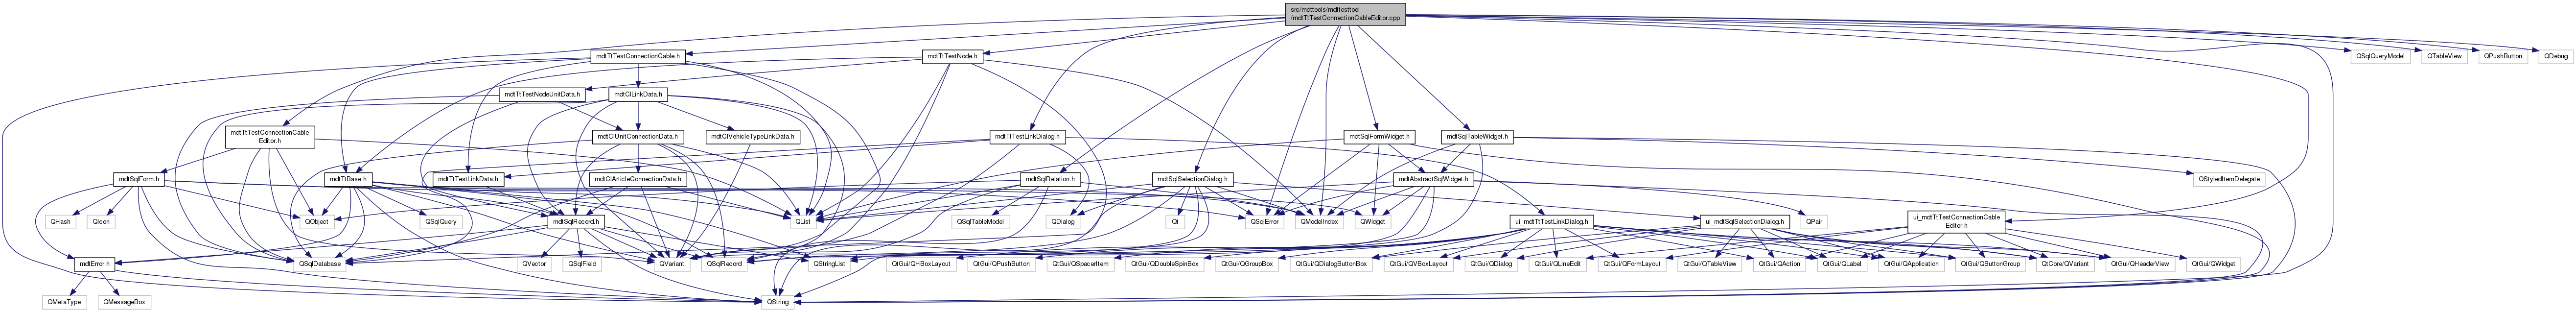 src/mdttools/mdttesttool
/mdtTtTestConnectionCableEditor.cpp
mdtTtTestConnectionCable.h
mdtTtTestNode.h
QSqlQueryModel
QTableView
QPushButton
QDebug
mdtTtTestNodeUnitData.h
mdtClLinkData.h
mdtTtTestConnectionCable
Editor.h
mdtClUnitConnectionData.h
mdtClVehicleTypeLinkData.h
mdtTtTestLinkDialog.h
mdtSqlFormWidget.h
mdtSqlTableWidget.h
mdtSqlForm.h
mdtTtBase.h
mdtTtTestLinkData.h
mdtClArticleConnectionData.h
mdtSqlRelation.h
mdtSqlSelectionDialog.h
mdtAbstractSqlWidget.h
QStyledItemDelegate
QHash
QIcon
QObject
QSqlQuery
mdtSqlRecord.h
QList
QSqlTableModel
QDialog
Qt
QSqlError
QModelIndex
QWidget
ui_mdtTtTestLinkDialog.h
ui_mdtSqlSelectionDialog.h
QPair
ui_mdtTtTestConnectionCable
Editor.h
mdtError.h
QSqlDatabase
QVector
QSqlField
QVariant
QSqlRecord
QStringList
QtGui/QHBoxLayout
QtGui/QPushButton
QtGui/QSpacerItem
QtGui/QDoubleSpinBox
QtGui/QGroupBox
QtGui/QDialogButtonBox
QtGui/QVBoxLayout
QtGui/QDialog
QtGui/QLineEdit
QtGui/QFormLayout
QtGui/QTableView
QtGui/QAction
QtGui/QLabel
QtGui/QApplication
QtGui/QButtonGroup
QtCore/QVariant
QtGui/QHeaderView
QtGui/QWidget
QMetaType
QMessageBox
QString